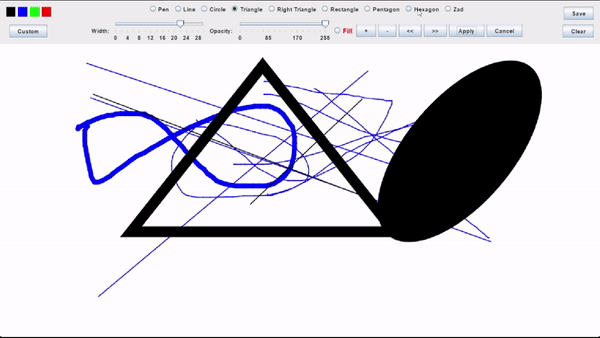 Pen Line Circle Triangle Right Triangle Rectangle Pentagon Hexagon Zad
Save
Custom
Width: 0 4 8 12 16 20 24 28
Opacity: 0 85 170 255
Fill + - << >> Apply Cancel
Clear